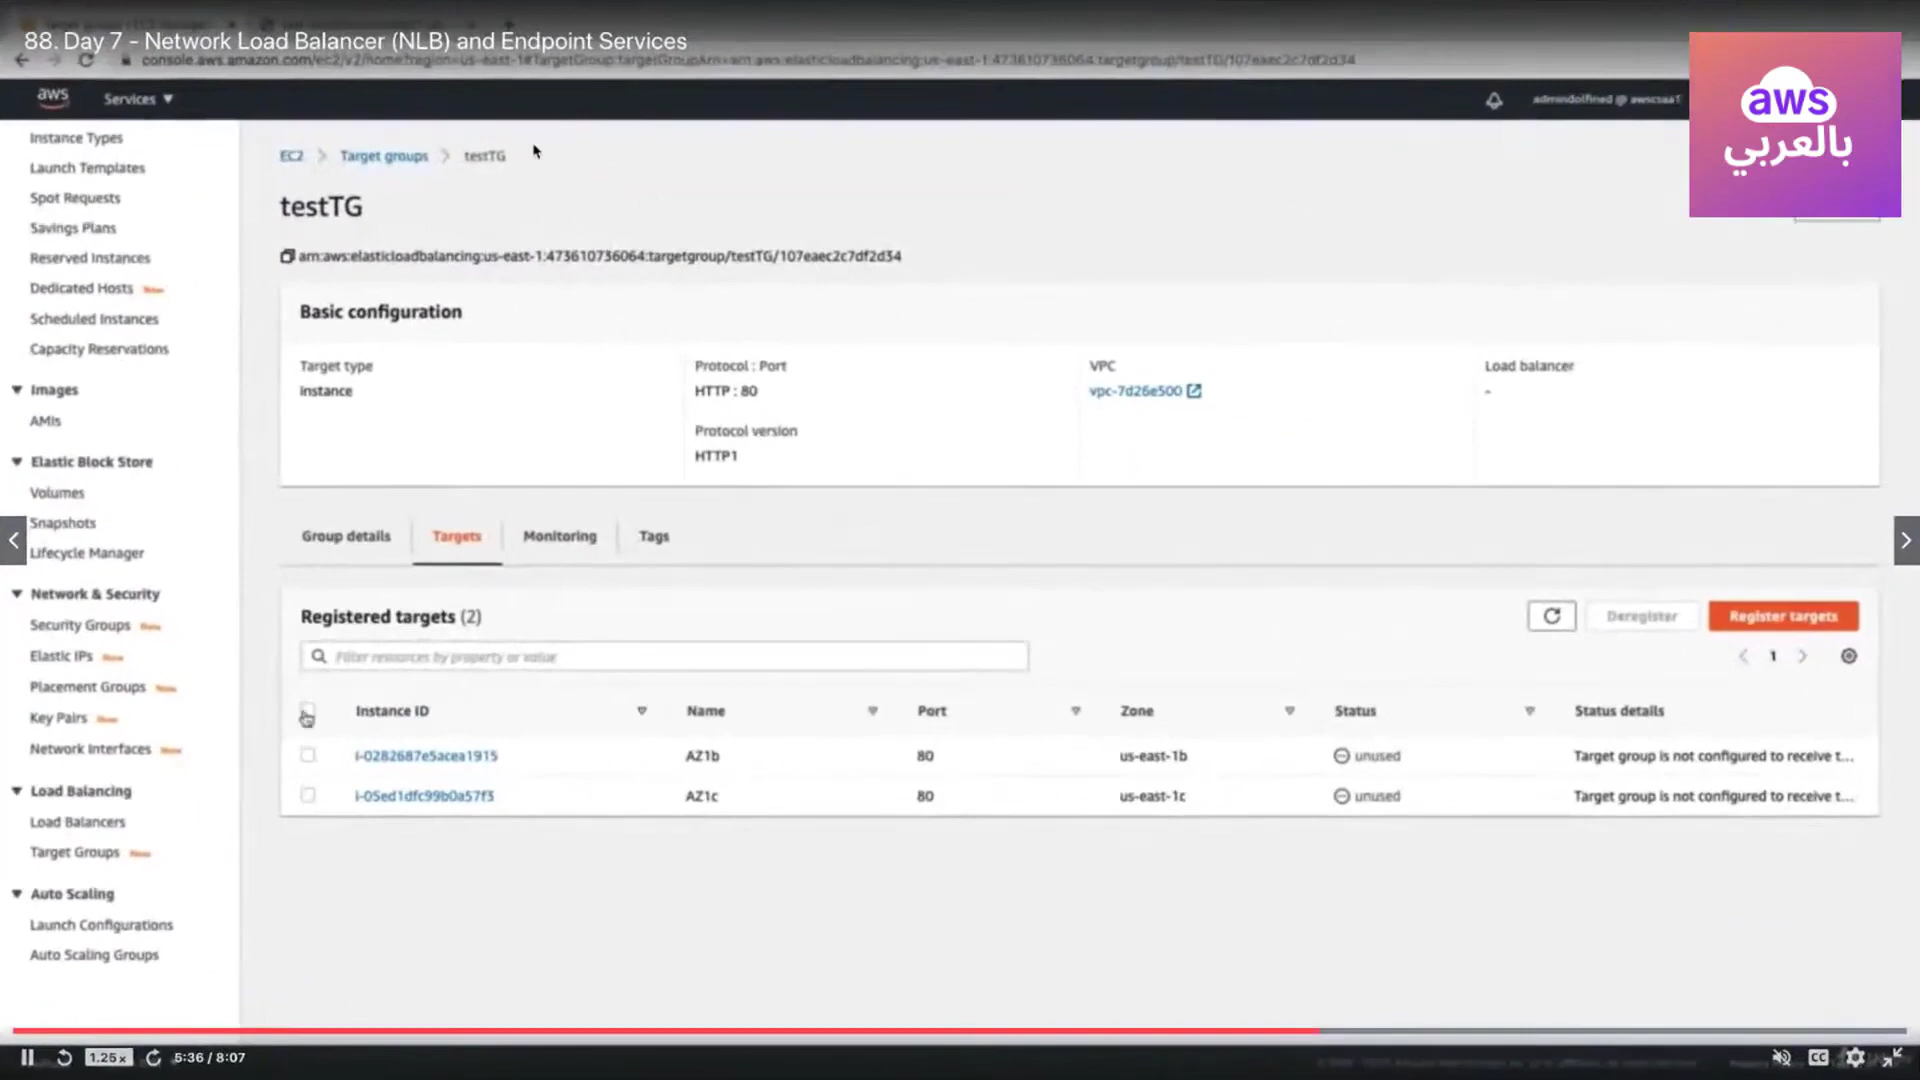 88. Day 7 - Network Load Balancer (NLB) and Endpoint Services
console.aws.amazon.com/ec2/v2/home?region=us-east-1#TargetGroup:targetGroupArn=arn:aws:elasticloadbalancing:us-east-1:473610736064:targetgroup/testTG/107eaec2c7df2d34
aws
Services
admindolfined @ awscsaa1
aws
بالعربي
Instance Types
Launch Templates
Spot Requests
Savings Plans
Reserved Instances
Dedicated Hosts New
Scheduled Instances
Capacity Reservations
Images
AMIs
Elastic Block Store
Volumes
Snapshots
Lifecycle Manager
Network & Security
Security Groups New
Elastic IPs New
Placement Groups New
Key Pairs New
Network Interfaces New
Load Balancing
Load Balancers
Target Groups New
Auto Scaling
Launch Configurations
Auto Scaling Groups
EC2 > Target groups > testTG
testTG
arn:aws:elasticloadbalancing:us-east-1:473610736064:targetgroup/testTG/107eaec2c7df2d34
Basic configuration
Target type
instance
Protocol : Port
HTTP : 80
Protocol version
HTTP1
VPC
vpc-7d26e500
Load balancer
-
Group details Targets Monitoring Tags
Registered targets (2)
Deregister Register targets
Filter resources by property or value
1
Instance ID Name Port Zone Status Status details
i-0282687e5acea1915 AZ1b 80 us-east-1b unused Target group is not configured to receive t...
i-05ed1dfc99b0a57f3 AZ1c 80 us-east-1c unused Target group is not configured to receive t...
1.25x 5:36 / 8:07 CC